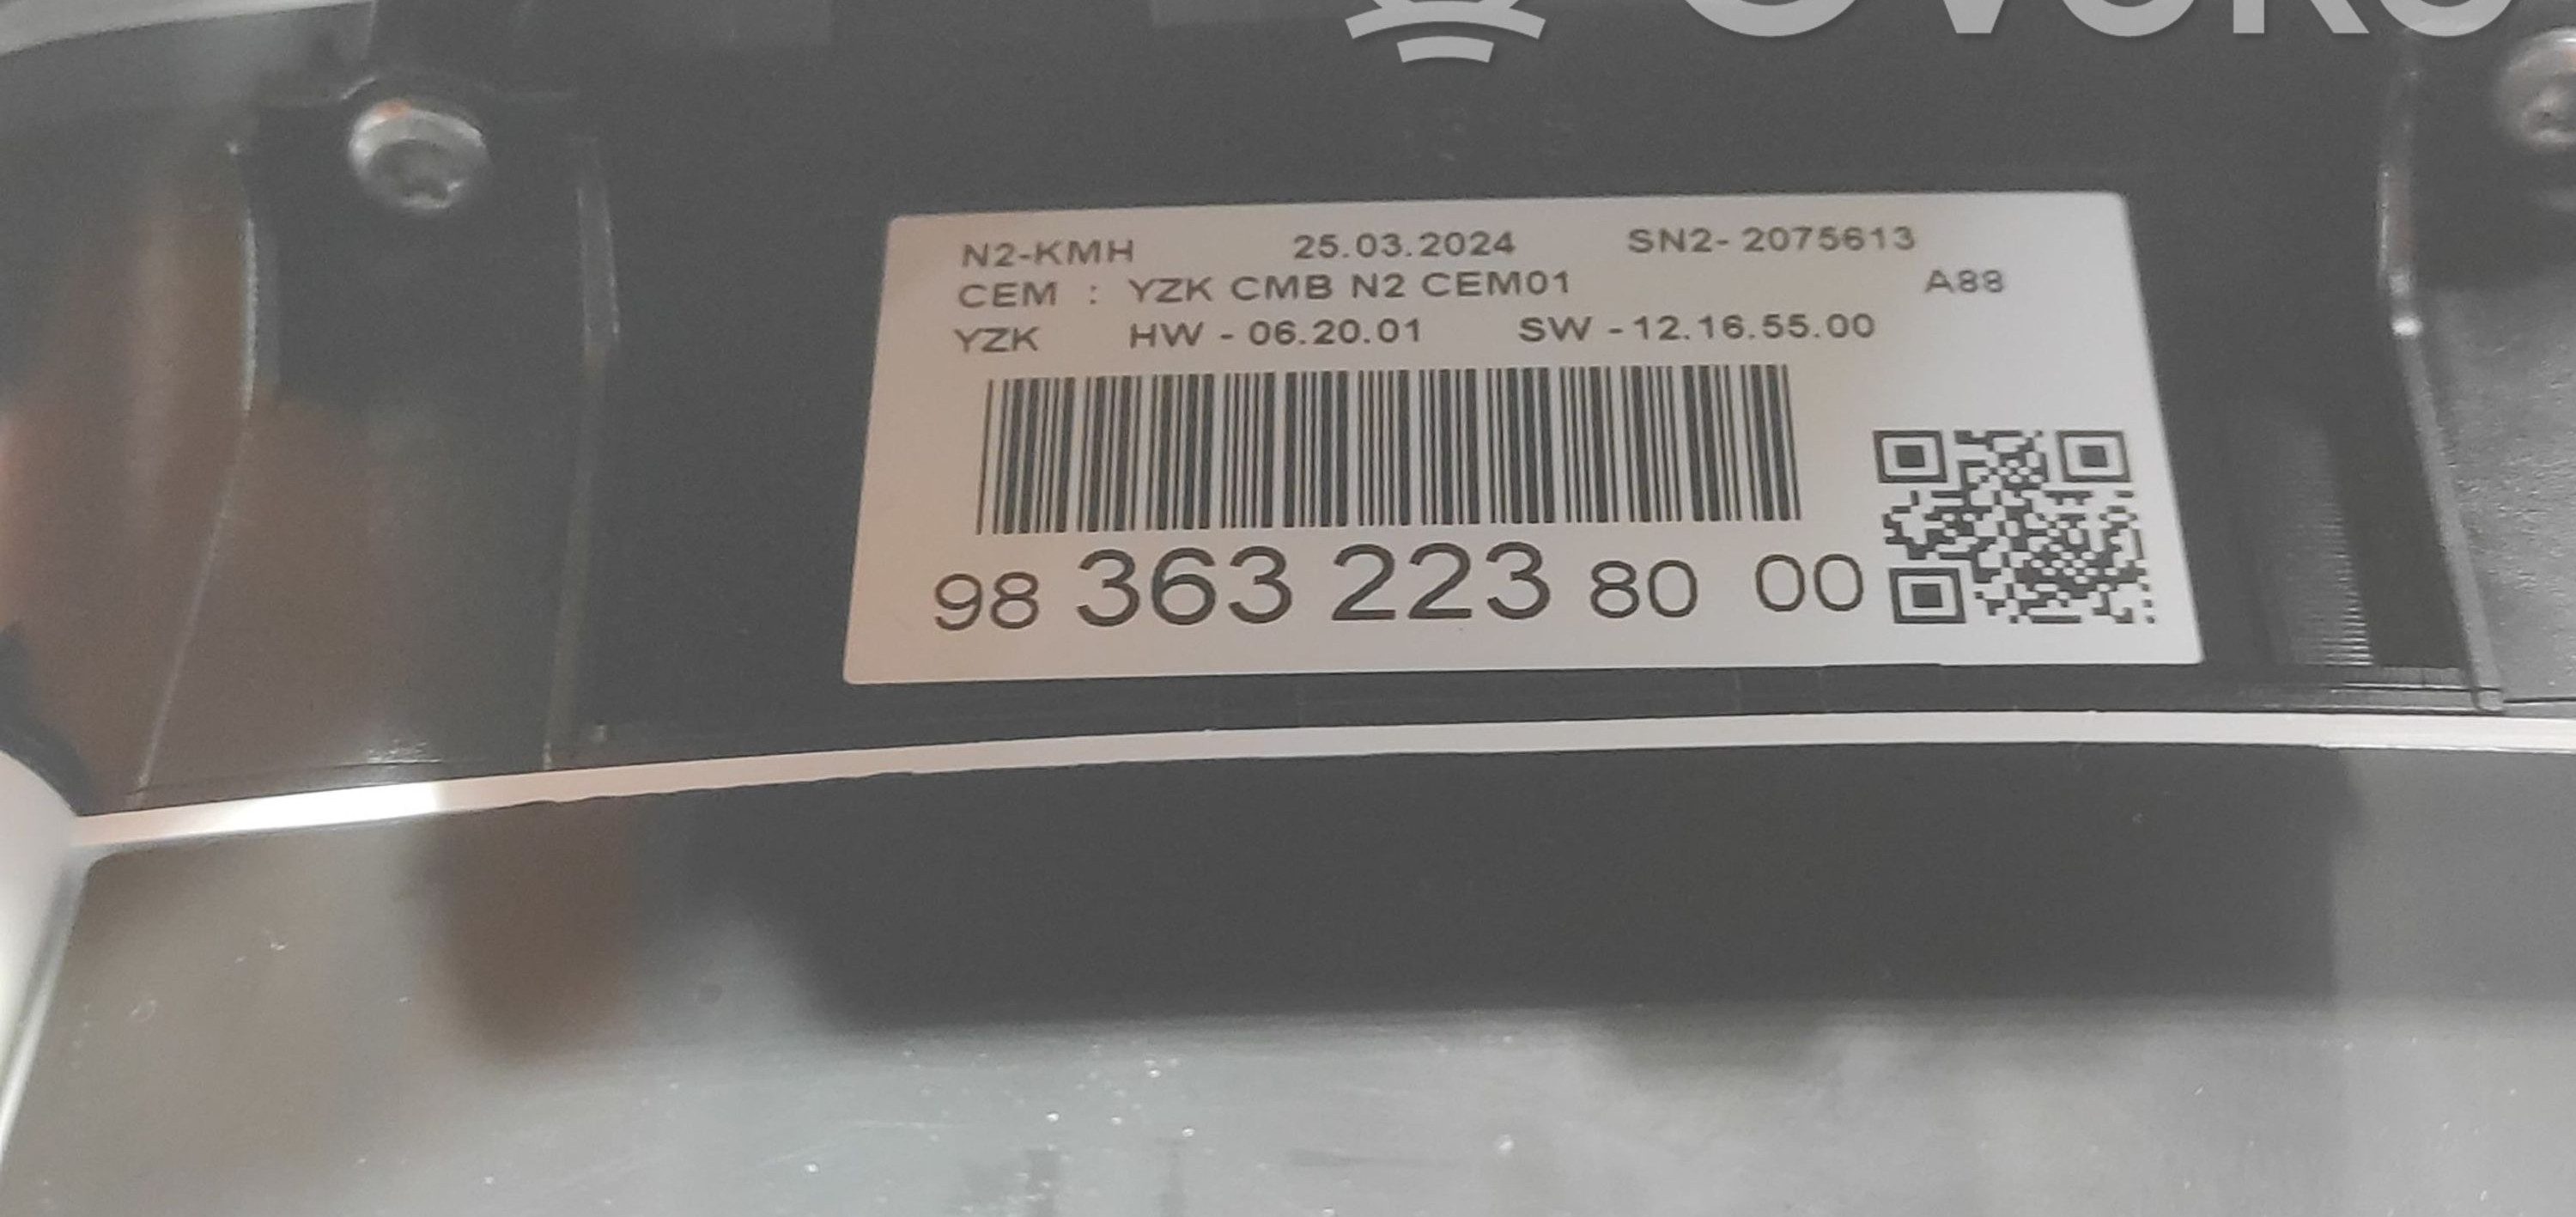 N2-KMH 25.03.2024 SN2- 2075613
CEM : YZK CMB N2 CEM01 A88
YZK HW - 06.20.01 SW - 12.16.55.00
98 363 223 80 00